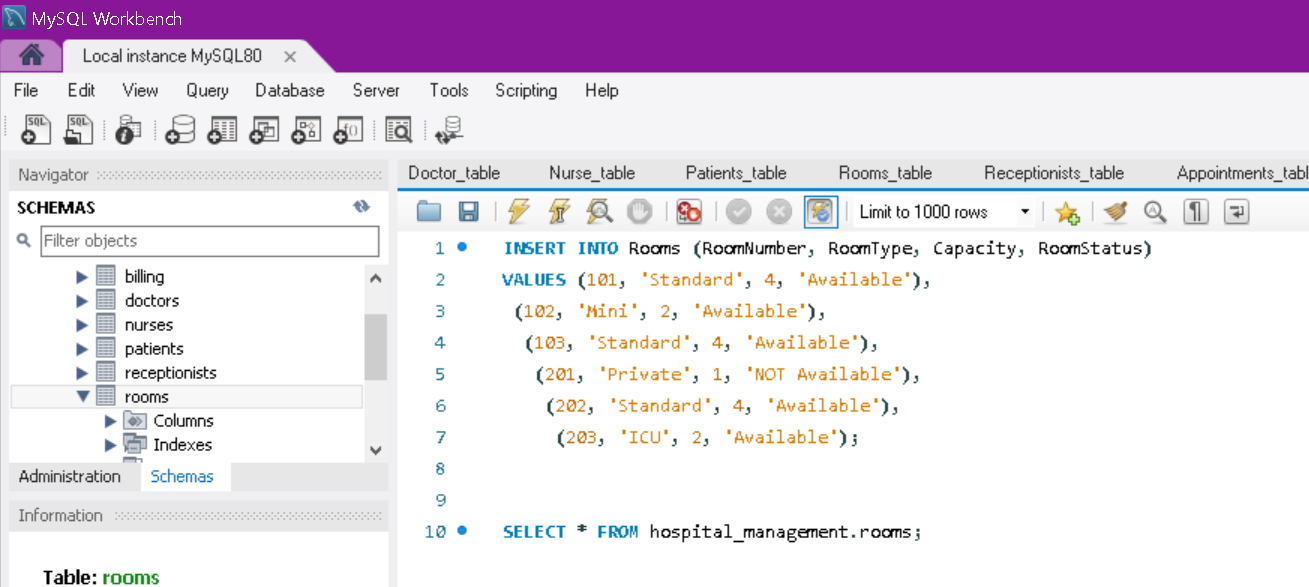 MySQL Workbench
Local instance MySQL80
File Edit View Query Database Server Tools Scripting Help
SQL SQL
Navigator
SCHEMAS
Filter objects
billing
doctors
nurses
patients
receptionists
rooms
Columns
Indexes
Administration Schemas
Information
Table: rooms
Doctor_table Nurse_table Patients_table Rooms_table Receptionists_table Appointments_tabl
Limit to 1000 rows
1 INSERT INTO Rooms (RoomNumber, RoomType, Capacity, RoomStatus)
2 VALUES (101, 'Standard', 4, 'Available'),
3 (102, 'Mini', 2, 'Available'),
4 (103, 'Standard', 4, 'Available'),
5 (201, 'Private', 1, 'NOT Available'),
6 (202, 'Standard', 4, 'Available'),
7 (203, 'ICU', 2, 'Available');
8
9
10 SELECT * FROM hospital_management.rooms;